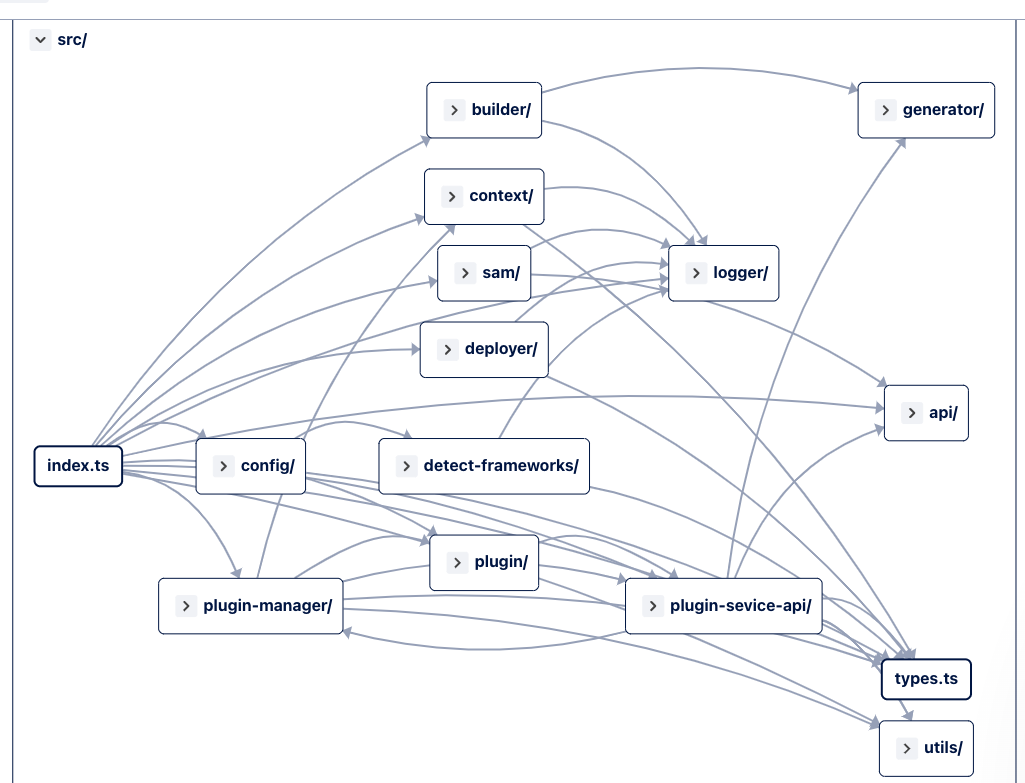 src/
builder/
generator/
context/
sam/
logger/
deployer/
api/
index.ts
config/
detect-frameworks/
plugin/
plugin-manager/
plugin-sevice-api/
types.ts
utils/